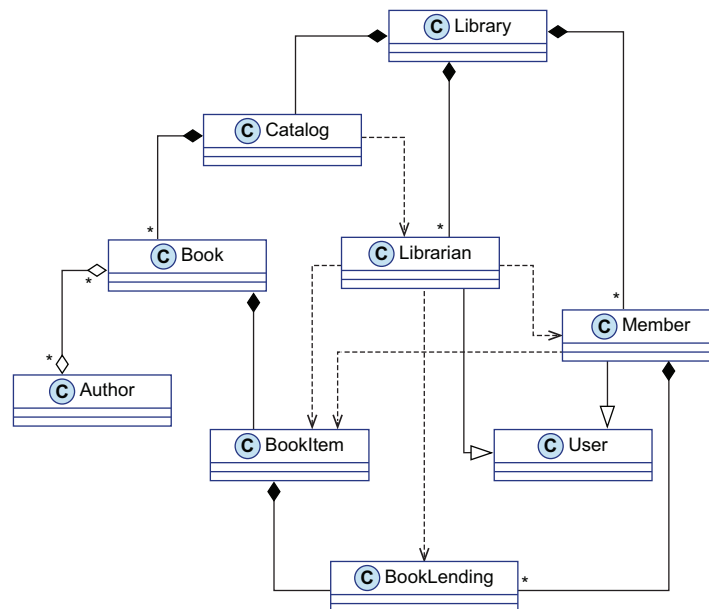 C Library
C Catalog
*
*
C Book
C Librarian
*
*
C Member
*
C Author
C BookItem
C User
C BookLending
*